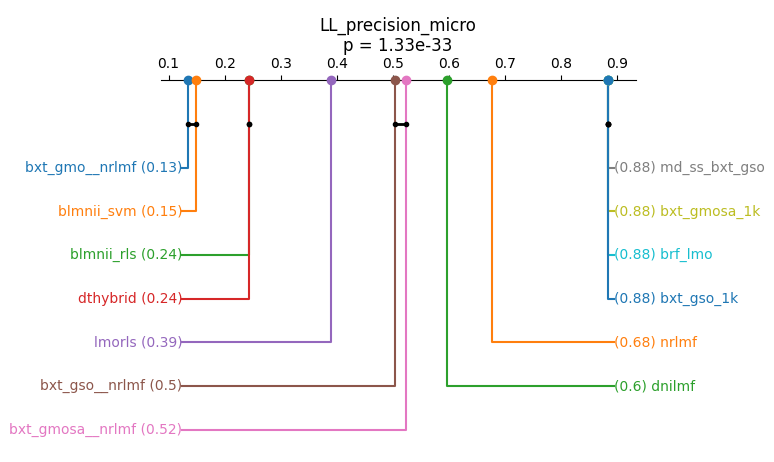 LL_precision_micro
p = 1.33e-33
0.1 0.2 0.3 0.4 0.5 0.6 0.7 0.8 0.9
bxt_gmo__nrlmf (0.13) (0.88) md_ss_bxt_gso
blmnii_svm (0.15) (0.88) bxt_gmosa_1k
blmnii_rls (0.24) (0.88) brf_lmo
dthybrid (0.24) (0.88) bxt_gso_1k
lmorls (0.39) (0.68) nrlmf
bxt_gso__nrlmf (0.5) (0.6) dnilmf
bxt_gmosa__nrlmf (0.52)